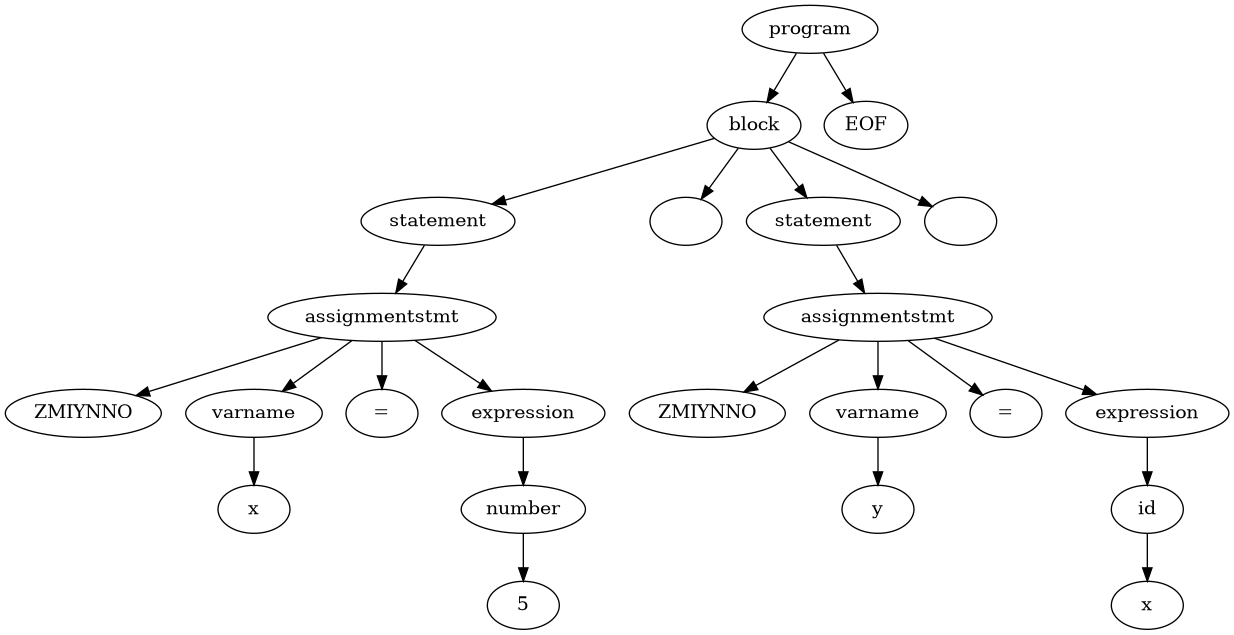 program
block
EOF
statement
statement
assignmentstmt
assignmentstmt
ZMIYNNO
varname
=
expression
ZMIYNNO
varname
=
expression
x
number
y
id
5
x